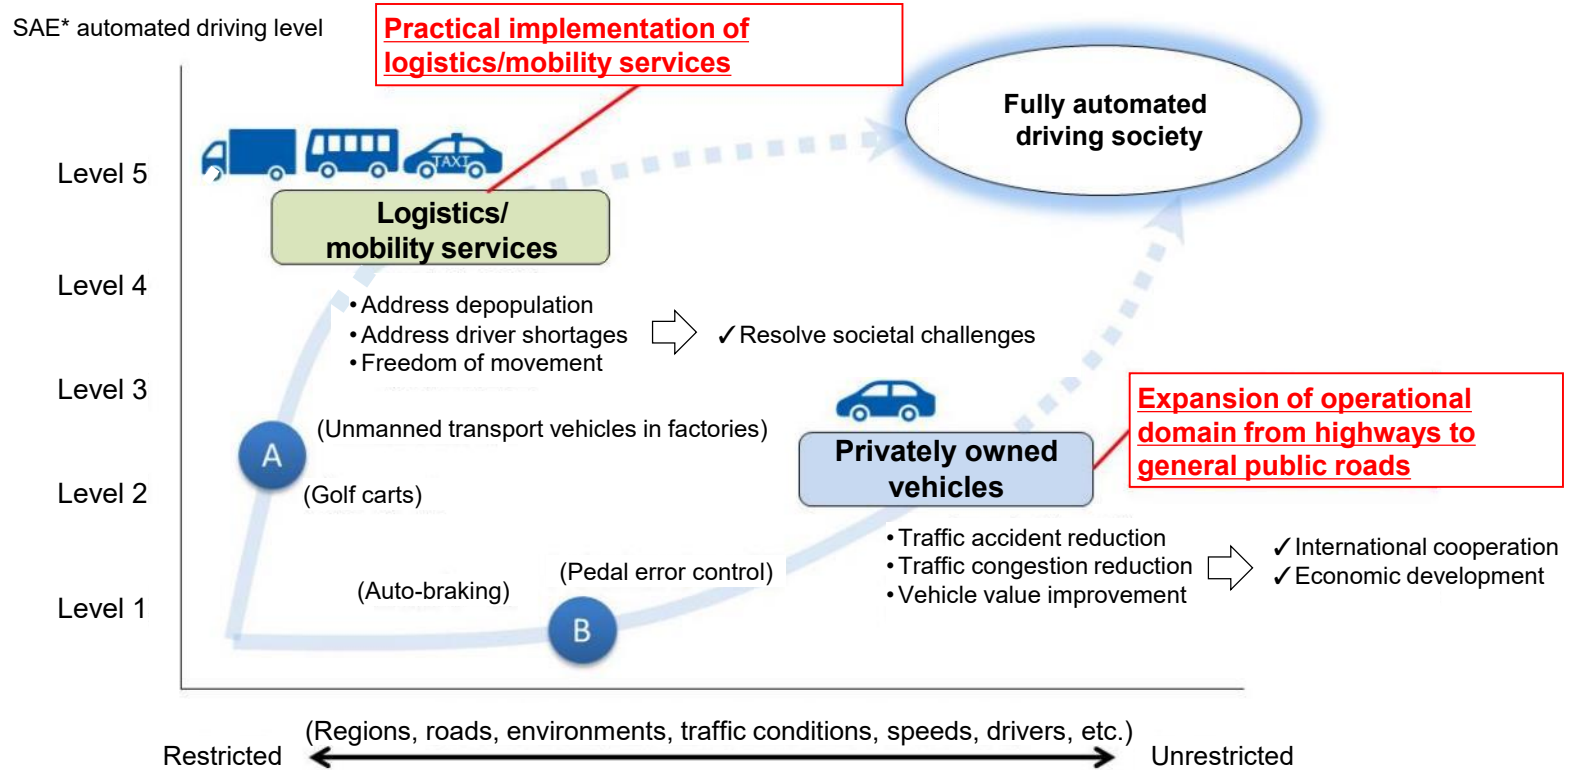 SAE* automated driving level
Practical implementation of
logistics/mobility services
Fully automated
driving society
Level 5
TAXI
Logistics/
mobility services
Level 4
•Address depopulation
•Address driver shortages
•Freedom of movement
✓Resolve societal challenges
Level 3
Expansion of operational
domain from highways to
general public roads
(Unmanned transport vehicles in factories)
A
Privately owned
vehicles
Level 2
(Golf carts)
•Traffic accident reduction
•Traffic congestion reduction
•Vehicle value improvement
✓International cooperation
✓Economic development
(Pedal error control)
(Auto-braking)
Level 1
B
(Regions, roads, environments, traffic conditions, speeds, drivers, etc.)
Restricted
Unrestricted